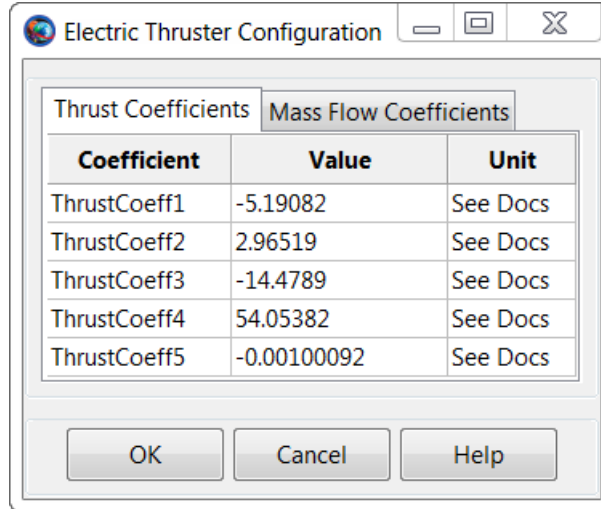 Electric Thruster Configuration
Thrust Coefficients Mass Flow Coefficients
Coefficient Value Unit
ThrustCoeff1 -5.19082 See Docs
ThrustCoeff2 2.96519 See Docs
ThrustCoeff3 -14.4789 See Docs
ThrustCoeff4 54.05382 See Docs
ThrustCoeff5 -0.00100092 See Docs
OK Cancel Help